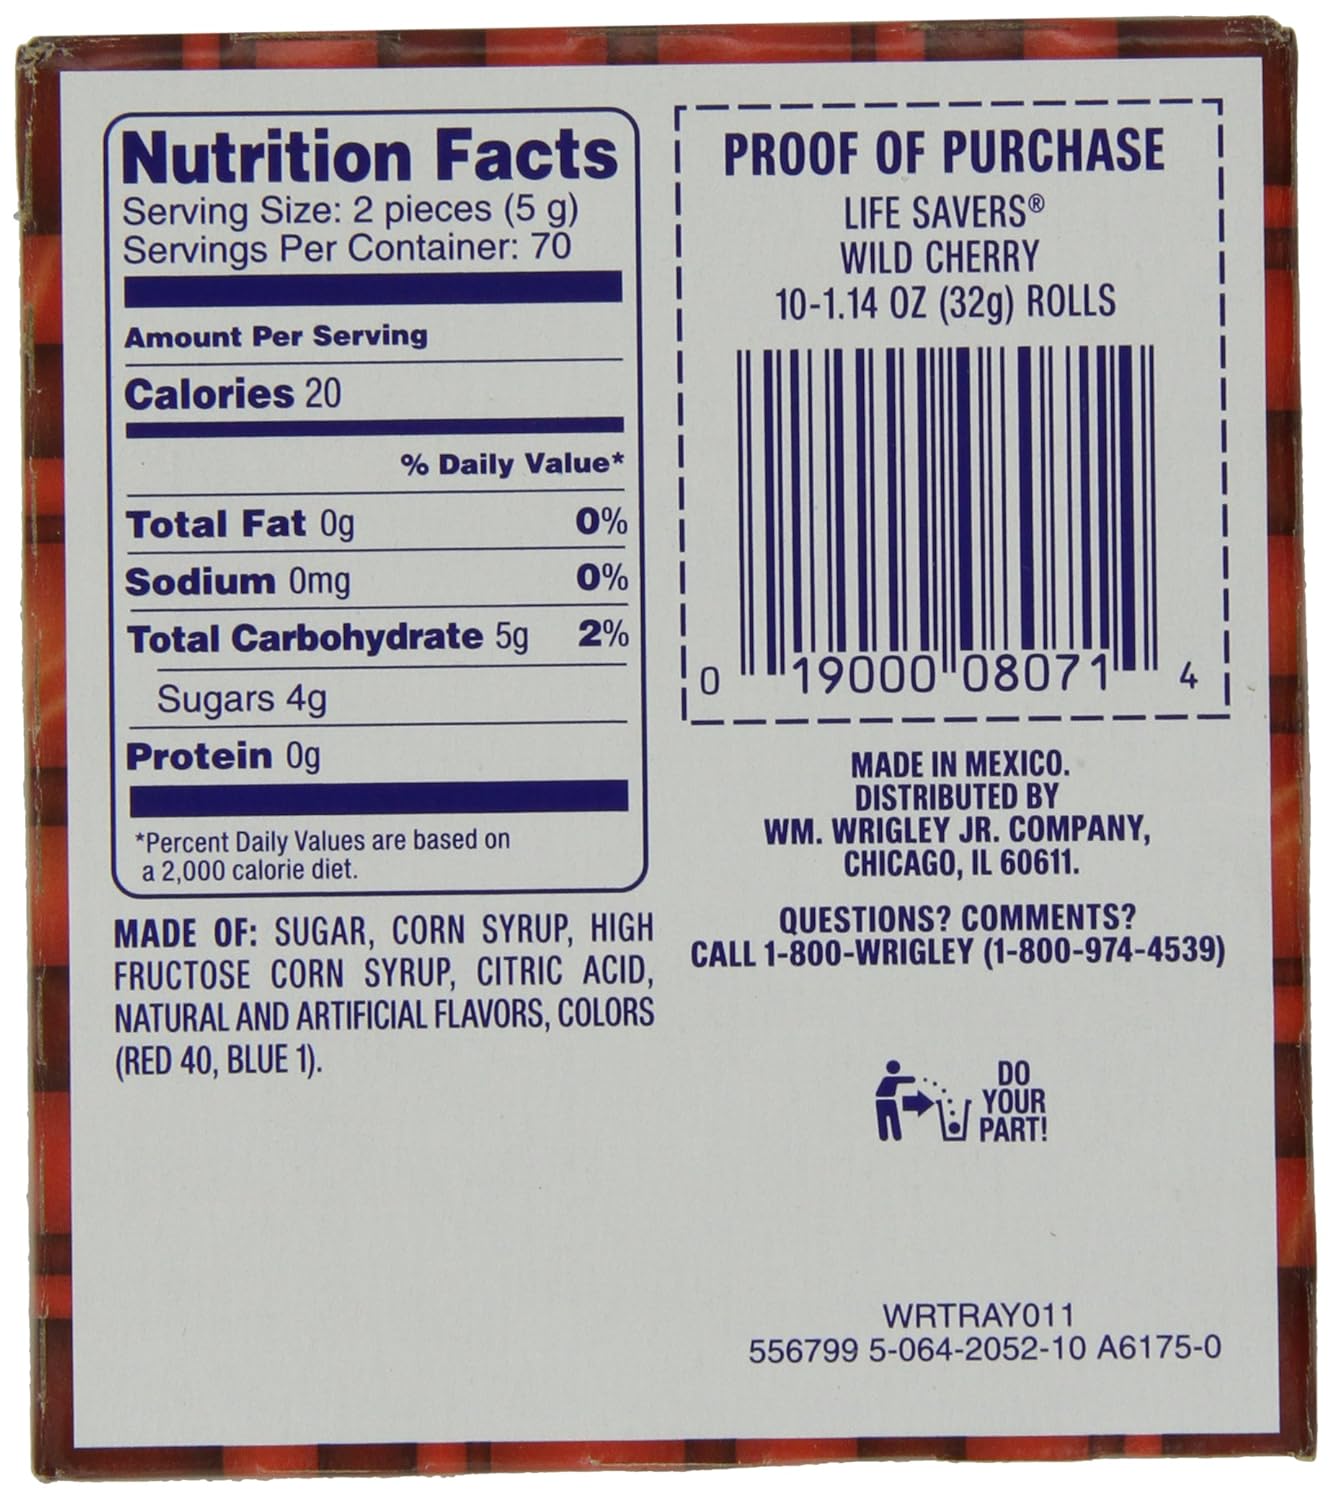 Nutrition Facts
Serving Size: 2 pieces (5 g)
Servings Per Container: 70
Amount Per Serving
Calories 20
% Daily Value*
Total Fat 0g 0%
Sodium 0mg 0%
Total Carbohydrate 5g 2%
Sugars 4g
Protein 0g
*Percent Daily Values are based on
a 2,000 calorie diet.
MADE OF: SUGAR, CORN SYRUP, HIGH
FRUCTOSE CORN SYRUP, CITRIC ACID,
NATURAL AND ARTIFICIAL FLAVORS, COLORS
(RED 40, BLUE 1).
PROOF OF PURCHASE
LIFE SAVERS®
WILD CHERRY
10-1.14 OZ (32g) ROLLS
0 19000 08071 4
MADE IN MEXICO.
DISTRIBUTED BY
WM. WRIGLEY JR. COMPANY,
CHICAGO, IL 60611.
QUESTIONS? COMMENTS?
CALL 1-800-WRIGLEY (1-800-974-4539)
DO
YOUR
PART!
WRTRAY011
556799 5-064-2052-10 A6175-0